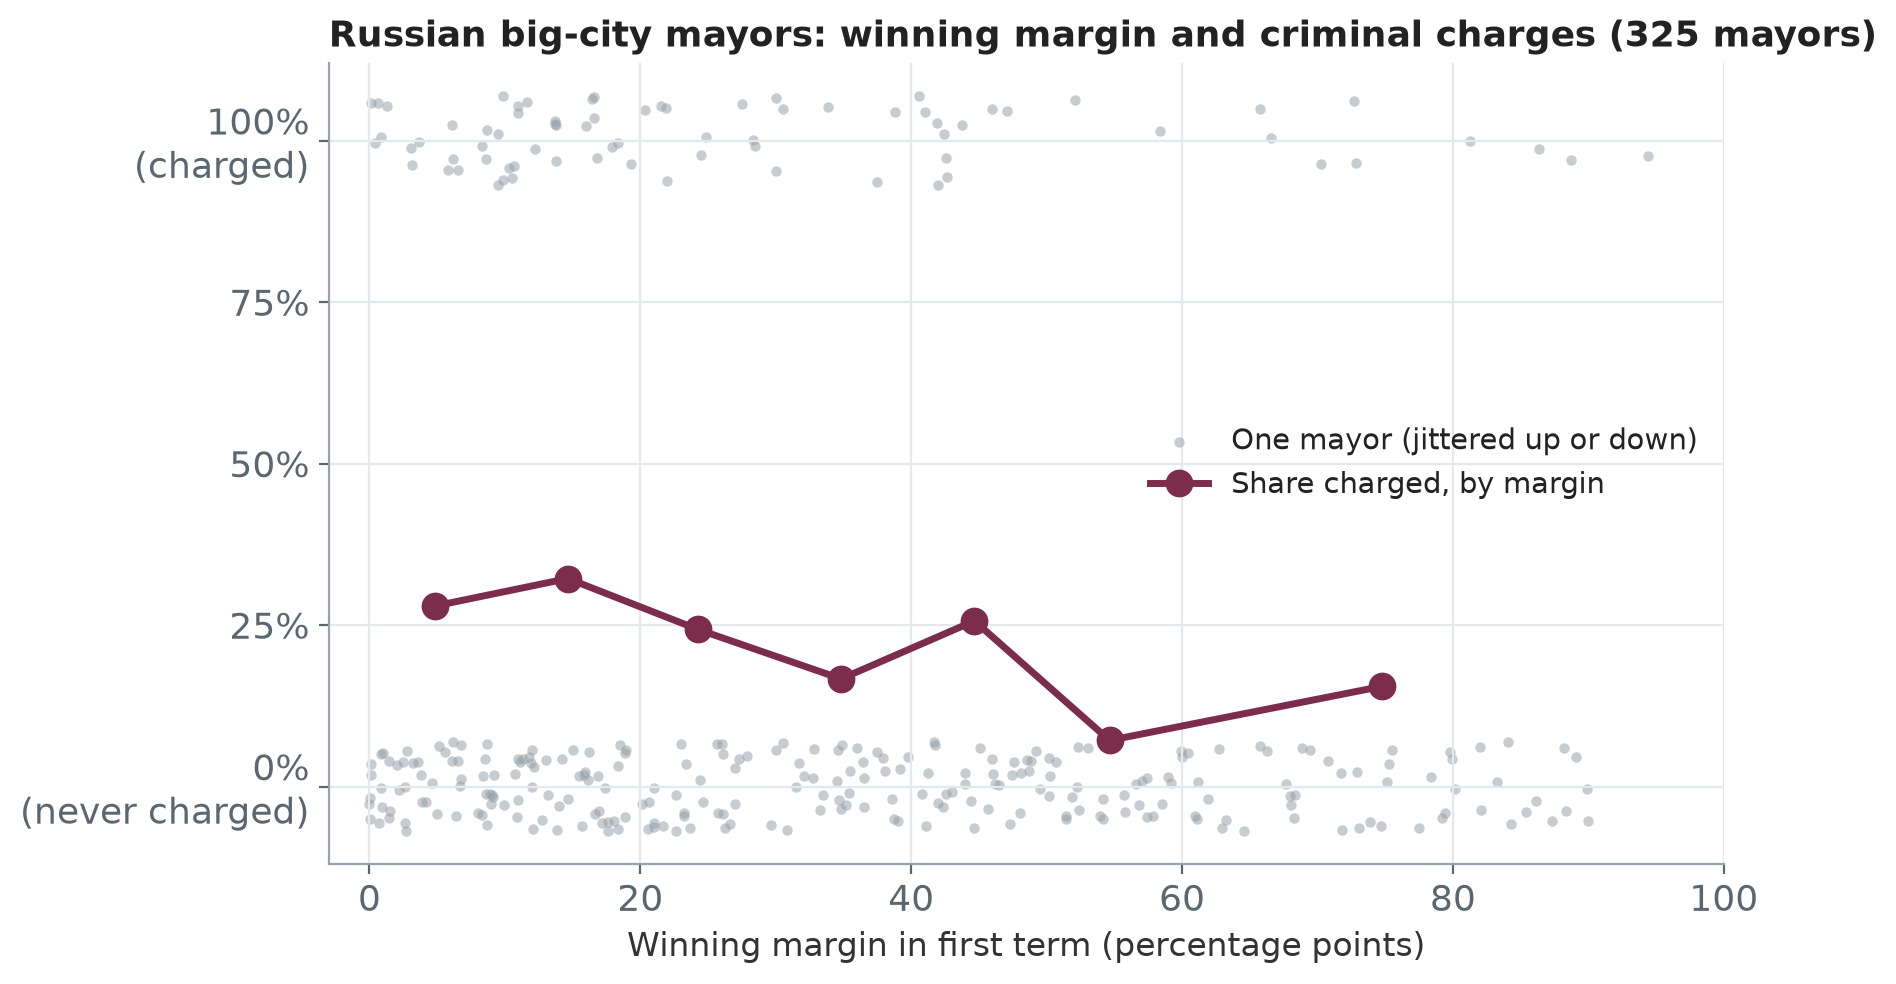 Russian big-city mayors: winning margin and criminal charges (325 mayors)
100%
(charged)
75%
50%
25%
0%
(never charged)
One mayor (jittered up or down)
Share charged, by margin
0 20 40 60 80 100
Winning margin in first term (percentage points)